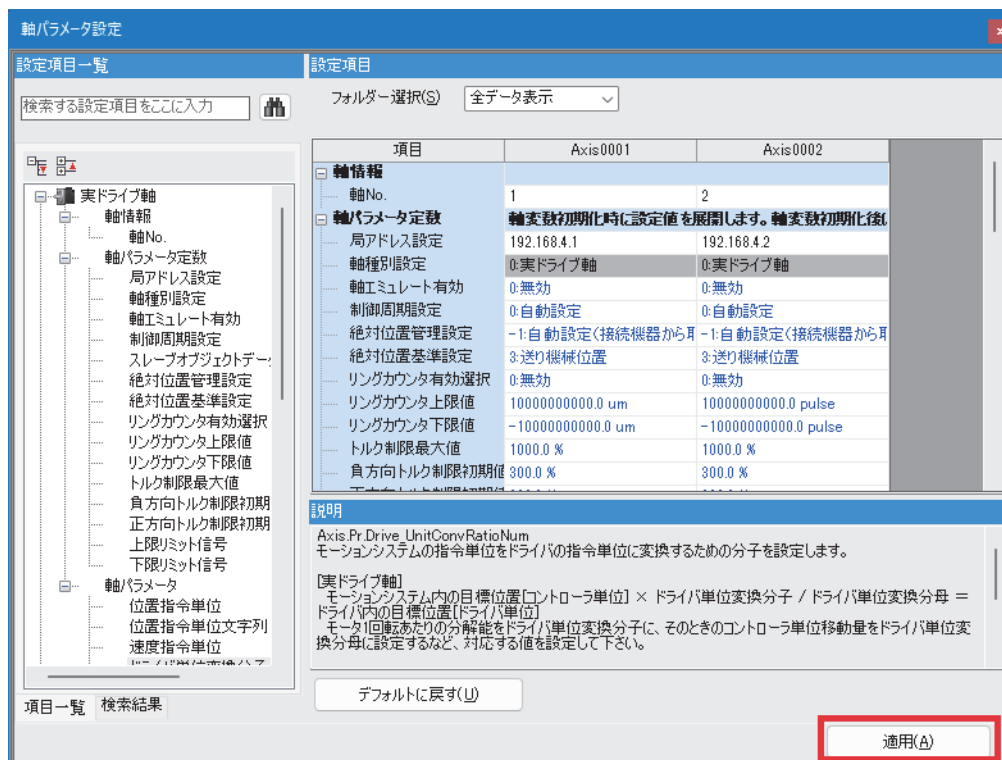 軸パラメータ設定
設定項目一覧
検索する設定項目をここに入力
実ドライブ軸
軸情報
軸No.
軸パラメータ定数
局アドレス設定
軸種別設定
軸エミュレート有効
制御周期設定
スレーブオブジェクトデー
絶対位置管理設定
絶対位置基準設定
リングカウンタ有効選択
リングカウンタ上限値
リングカウンタ下限値
トルク制限最大値
負方向トルク制限初期
正方向トルク制限初期
上限リミット信号
下限リミット信号
軸パラメータ
位置指令単位
位置指令単位文字列
速度指令単位
ドライバ単位変換分子
項目一覧 検索結果
設定項目
フォルダー選択(S) 全データ表示
項目 Axis0001 Axis0002
軸情報
軸No. 1 2
軸パラメータ定数 軸変数初期化時に設定値を展開します。軸変数初期化後(
局アドレス設定 192.168.4.1 192.168.4.2
軸種別設定 0:実ドライブ軸 0:実ドライブ軸
軸エミュレート有効 0:無効 0:無効
制御周期設定 0:自動設定 0:自動設定
絶対位置管理設定 -1:自動設定(接続機器から取 -1:自動設定(接続機器から取
絶対位置基準設定 3:送り機械位置 3:送り機械位置
リングカウンタ有効選択 0:無効 0:無効
リングカウンタ上限値 10000000000.0 um 10000000000.0 pulse
リングカウンタ下限値 -10000000000.0 um -10000000000.0 pulse
トルク制限最大値 1000.0 % 1000.0 %
負方向トルク制限初期値 300.0 % 300.0 %
説明
Axis.Pr.Drive_UnitConvRatioNum
モーションシステムの指令単位をドライバの指令単位に変換するための分子を設定します。
[実ドライブ軸]
モーションシステム内の目標位置[コントローラ単位] × ドライバ単位変換分子 / ドライバ単位変換分母 =
ドライバ内の目標位置[ドライバ単位]
モータ1回転あたりの分解能をドライバ単位変換分子に、そのときのコントローラ単位移動量をドライバ単位変
換分母に設定するなど、対応する値を設定して下さい。
デフォルトに戻す(U)
適用(A)